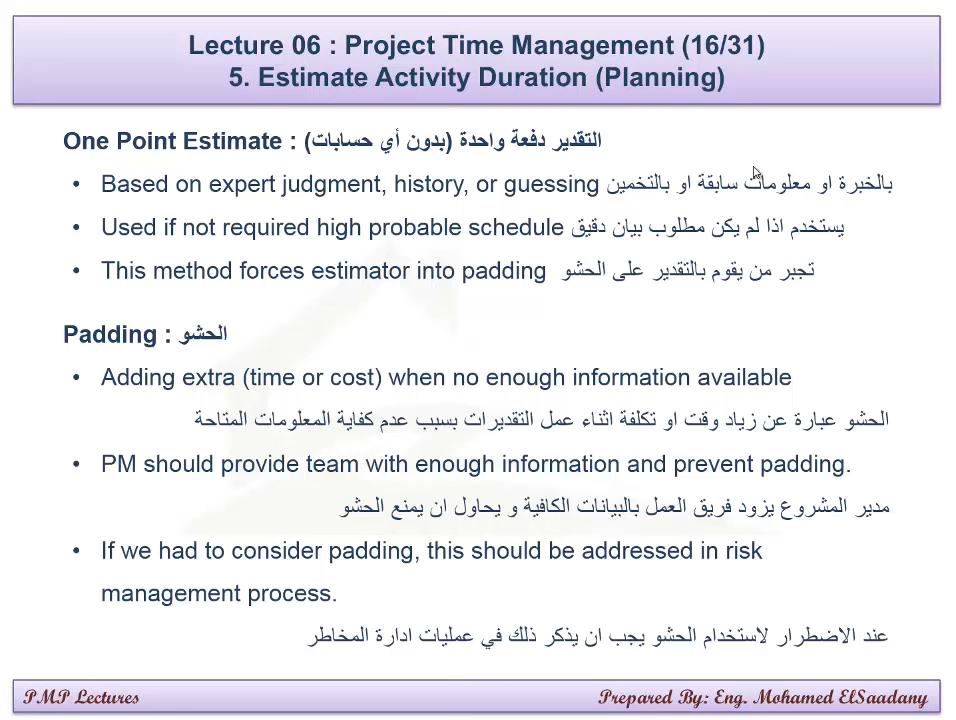 Lecture 06 : Project Time Management (16/31)
5. Estimate Activity Duration (Planning)
One Point Estimate : التقدير دفعة واحدة (بدون أي حسابات)
• Based on expert judgment, history, or guessing بالخبرة او معلومات سابقة او بالتخمين
• Used if not required high probable schedule يستخدم اذا لم يكن مطلوب بيان دقيق
• This method forces estimator into padding تجبر من يقوم بالتقدير على الحشو
Padding : الحشو
• Adding extra (time or cost) when no enough information available
الحشو عبارة عن زياد وقت او تكلفة اثناء عمل التقديرات بسبب عدم كفاية المعلومات المتاحة
• PM should provide team with enough information and prevent padding.
مدير المشروع يزود فريق العمل بالبيانات الكافية و يحاول ان يمنع الحشو
• If we had to consider padding, this should be addressed in risk
management process.
عند الاضطرار لاستخدام الحشو يجب ان يذكر ذلك في عمليات ادارة المخاطر
PMP Lectures
Prepared By: Eng. Mohamed ElSaadany